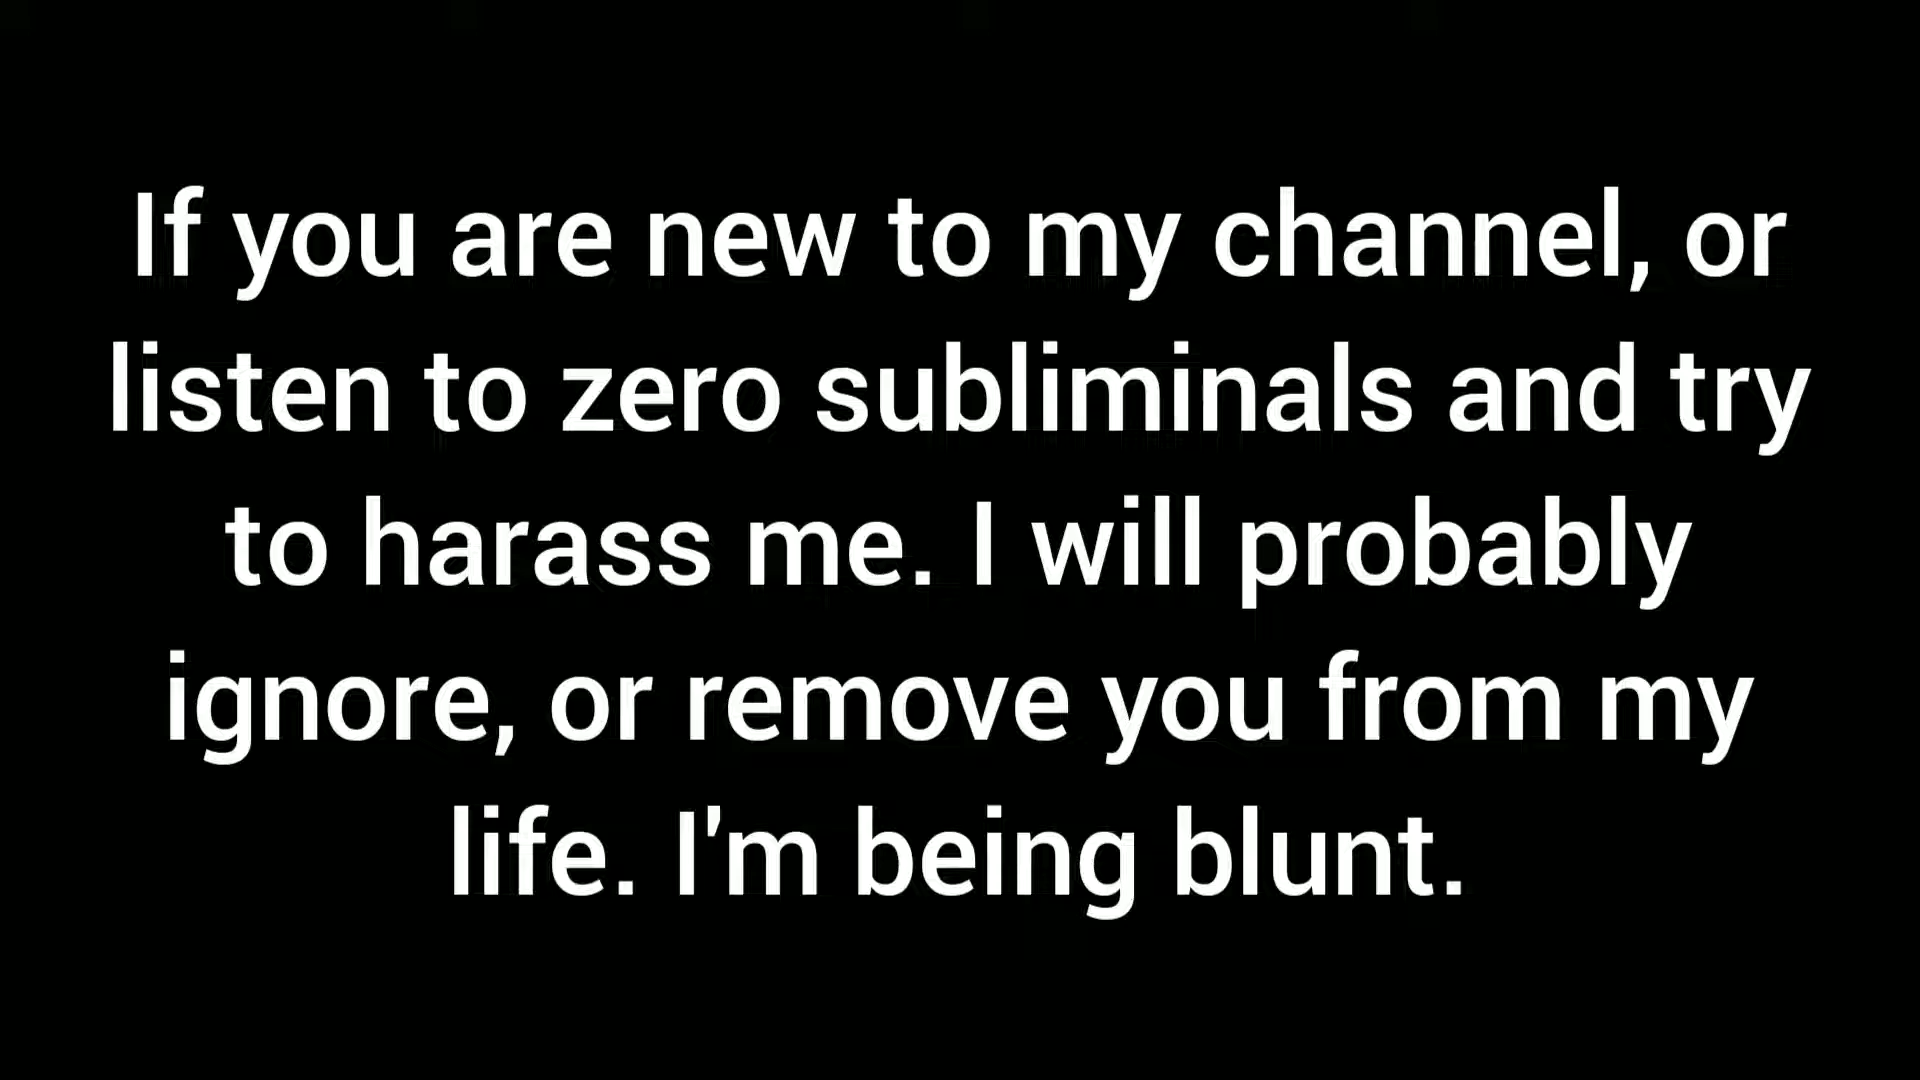 If you are new to my channel, or
listen to zero subliminals and try
to harass me. I will probably
ignore, or remove you from my
life. I'm being blunt.